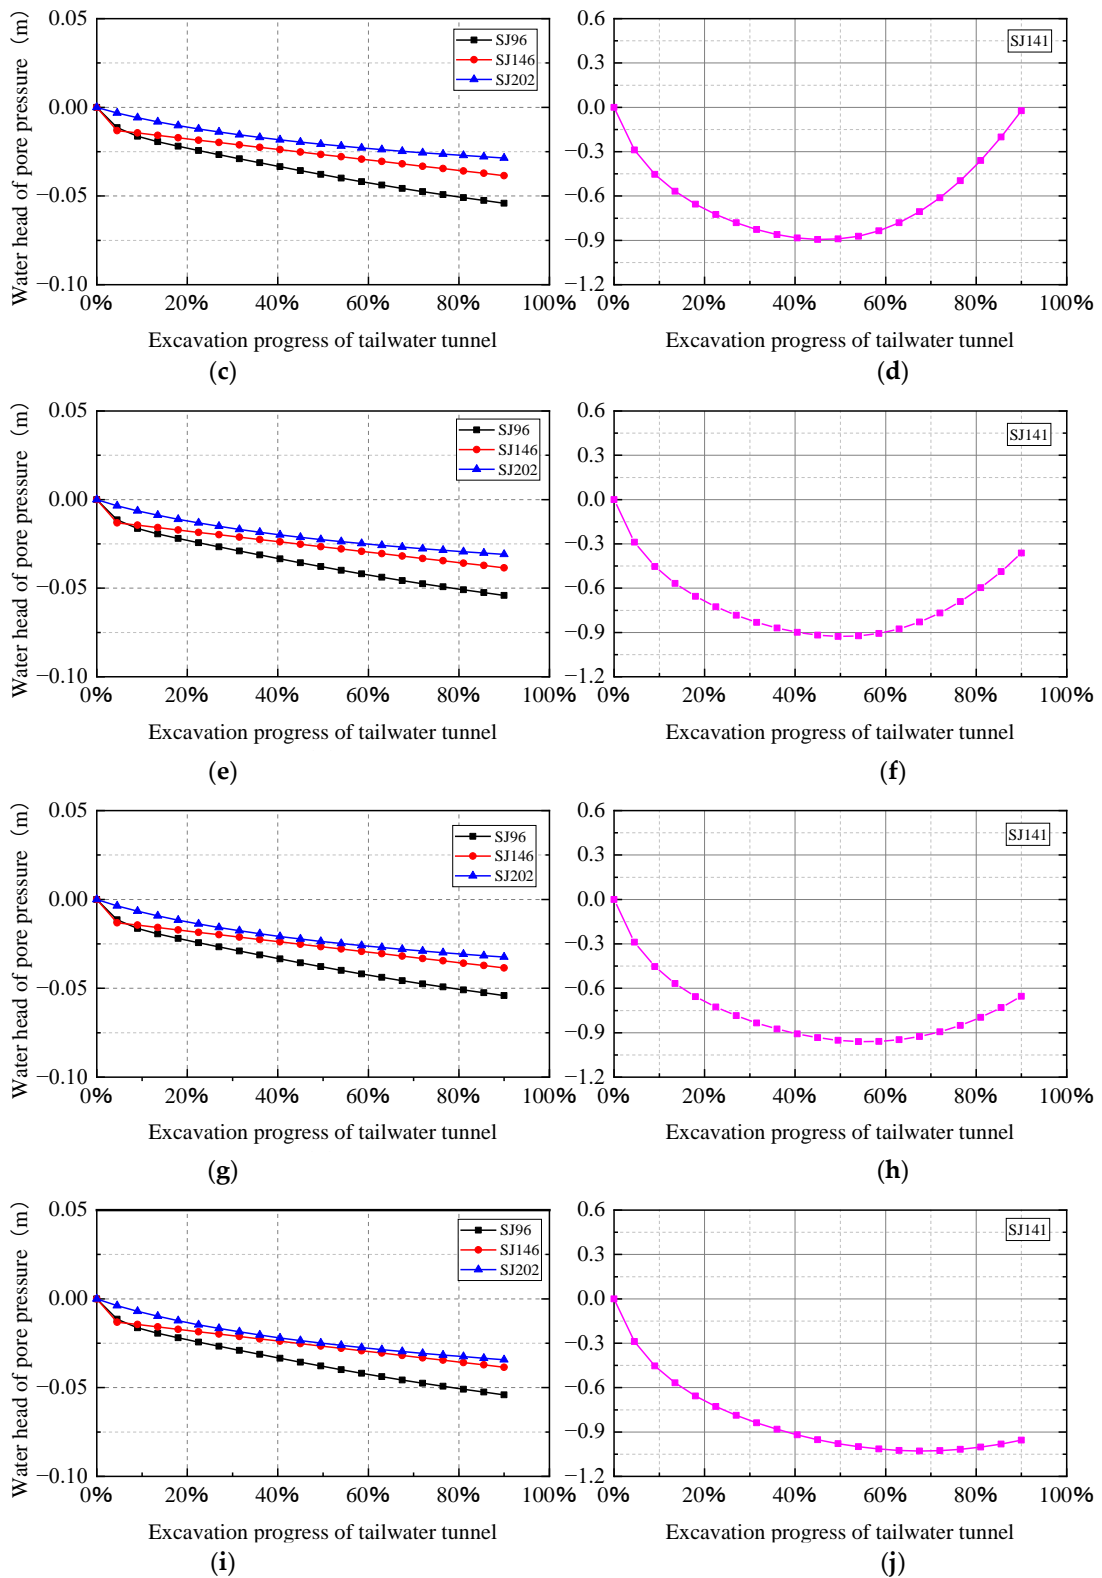 Water head of pore pressure（m）
0.05
0.00
−0.05
−0.10
SJ96
SJ146
SJ202
0% 20% 40% 60% 80% 100%
Excavation progress of tailwater tunnel
(c)
0.6
0.3
0.0
−0.3
−0.6
−0.9
−1.2
SJ141
0% 20% 40% 60% 80% 100%
Excavation progress of tailwater tunnel
(d)
Water head of pore pressure（m）
0.05
0.00
−0.05
−0.10
SJ96
SJ146
SJ202
0% 20% 40% 60% 80% 100%
Excavation progress of tailwater tunnel
(e)
0.6
0.3
0.0
−0.3
−0.6
−0.9
−1.2
SJ141
0% 20% 40% 60% 80% 100%
Excavation progress of tailwater tunnel
(f)
Water head of pore pressure（m）
0.05
0.00
−0.05
−0.10
SJ96
SJ146
SJ202
0% 20% 40% 60% 80% 100%
Excavation progress of tailwater tunnel
(g)
0.6
0.3
0.0
−0.3
−0.6
−0.9
−1.2
SJ141
0% 20% 40% 60% 80% 100%
Excavation progress of tailwater tunnel
(h)
Water head of pore pressure（m）
0.05
0.00
−0.05
−0.10
SJ96
SJ146
SJ202
0% 20% 40% 60% 80% 100%
Excavation progress of tailwater tunnel
(i)
0.6
0.3
0.0
−0.3
−0.6
−0.9
−1.2
SJ141
0% 20% 40% 60% 80% 100%
Excavation progress of tailwater tunnel
(j)